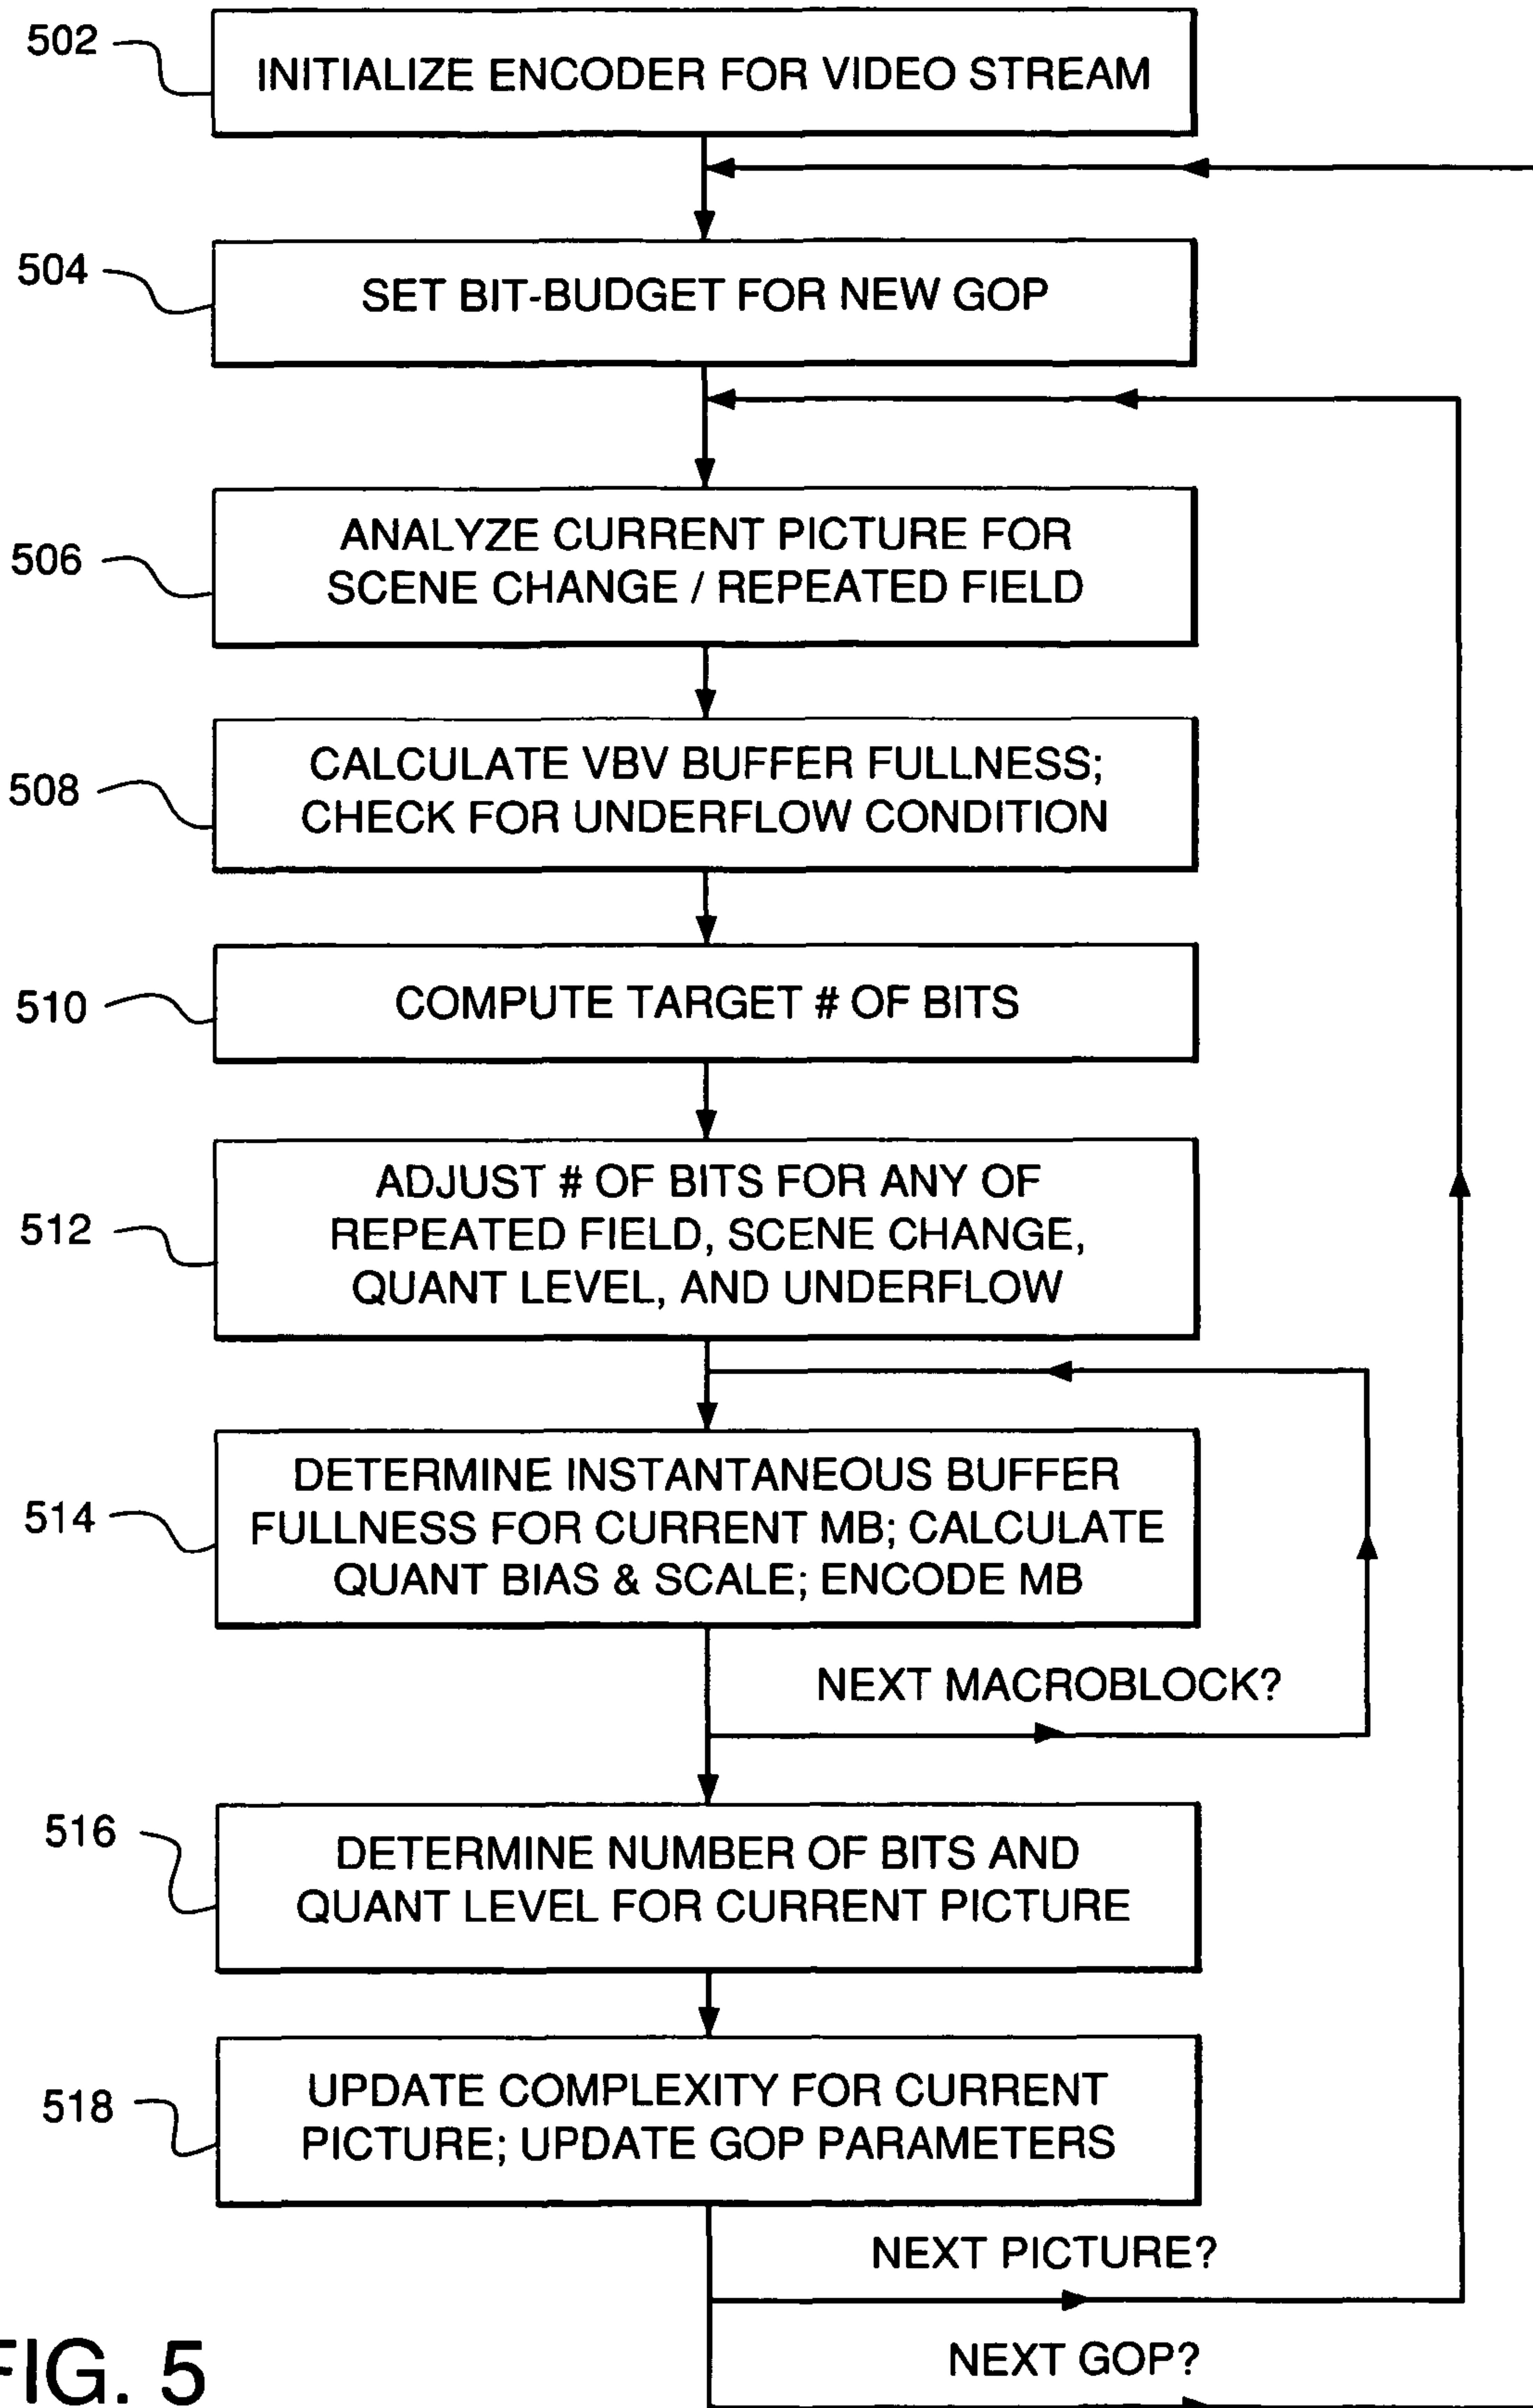 502
INITIALIZE ENCODER FOR VIDEO STREAM
504
SET BIT-BUDGET FOR NEW GOP
506
ANALYZE CURRENT PICTURE FOR
SCENE CHANGE / REPEATED FIELD
508
CALCULATE VBV BUFFER FULLNESS;
CHECK FOR UNDERFLOW CONDITION
510
COMPUTE TARGET # OF BITS
512
ADJUST # OF BITS FOR ANY OF
REPEATED FIELD, SCENE CHANGE,
QUANT LEVEL, AND UNDERFLOW
514
DETERMINE INSTANTANEOUS BUFFER
FULLNESS FOR CURRENT MB; CALCULATE
QUANT BIAS & SCALE; ENCODE MB
NEXT MACROBLOCK?
516
DETERMINE NUMBER OF BITS AND
QUANT LEVEL FOR CURRENT PICTURE
518
UPDATE COMPLEXITY FOR CURRENT
PICTURE; UPDATE GOP PARAMETERS
NEXT PICTURE?
NEXT GOP?
FIG. 5